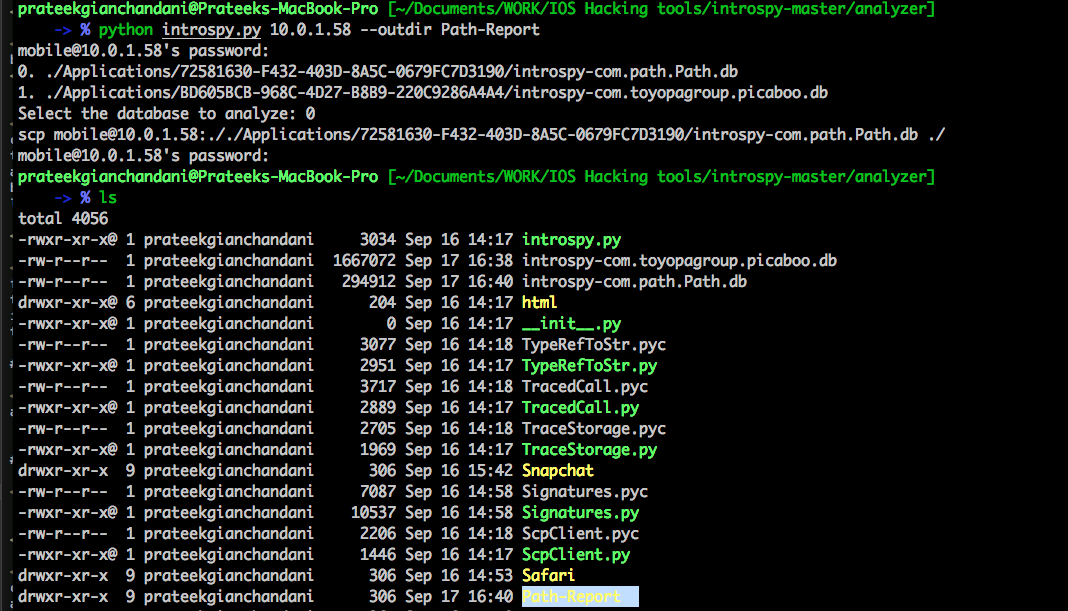 prateekgianchandani@Prateeks-MacBook-Pro [~/Documents/WORK/IOS Hacking tools/introspy-master/analyzer]
-> % python introspy.py 10.0.1.58 --outdir Path-Report
mobile@10.0.1.58's password:
0. ./Applications/72581630-F432-403D-8A5C-0679FC7D3190/introspy-com.path.Path.db
1. ./Applications/BD605BCB-968C-4D27-B8B9-220C9286A4A4/introspy-com.toyopagroup.picaboo.db
Select the database to analyze: 0
scp mobile@10.0.1.58:././Applications/72581630-F432-403D-8A5C-0679FC7D3190/introspy-com.path.Path.db ./
mobile@10.0.1.58's password:
prateekgianchandani@Prateeks-MacBook-Pro [~/Documents/WORK/IOS Hacking tools/introspy-master/analyzer]
-> % ls
total 4056
-rwxr-xr-x@ 1 prateekgianchandani 3034 Sep 16 14:17 introspy.py
-rw-r--r-- 1 prateekgianchandani 1667072 Sep 17 16:38 introspy-com.toyopagroup.picaboo.db
-rw-r--r-- 1 prateekgianchandani 294912 Sep 17 16:40 introspy-com.path.Path.db
drwxr-xr-x@ 6 prateekgianchandani 204 Sep 16 14:17 html
-rwxr-xr-x@ 1 prateekgianchandani 0 Sep 16 14:17 __init__.py
-rw-r--r-- 1 prateekgianchandani 3077 Sep 16 14:18 TypeRefToStr.pyc
-rwxr-xr-x@ 1 prateekgianchandani 2951 Sep 16 14:17 TypeRefToStr.py
-rw-r--r-- 1 prateekgianchandani 3718 Sep 16 14:18 TracedCall.pyc
-rwxr-xr-x@ 1 prateekgianchandani 2889 Sep 16 14:17 TracedCall.py
-rw-r--r-- 1 prateekgianchandani 2705 Sep 16 14:18 TraceStorage.pyc
-rwxr-xr-x@ 1 prateekgianchandani 1969 Sep 16 14:17 TraceStorage.py
drwxr-xr-x 9 prateekgianchandani 306 Sep 16 15:42 Snapchat
-rw-r--r-- 1 prateekgianchandani 7087 Sep 16 14:58 Signatures.pyc
-rwxr-xr-x@ 1 prateekgianchandani 10537 Sep 16 14:58 Signatures.py
-rw-r--r-- 1 prateekgianchandani 2206 Sep 16 14:18 ScpClient.pyc
-rwxr-xr-x@ 1 prateekgianchandani 1446 Sep 16 14:17 ScpClient.py
drwxr-xr-x 9 prateekgianchandani 306 Sep 16 14:53 Safari
drwxr-xr-x 9 prateekgianchandani 306 Sep 17 16:40 Path-Report